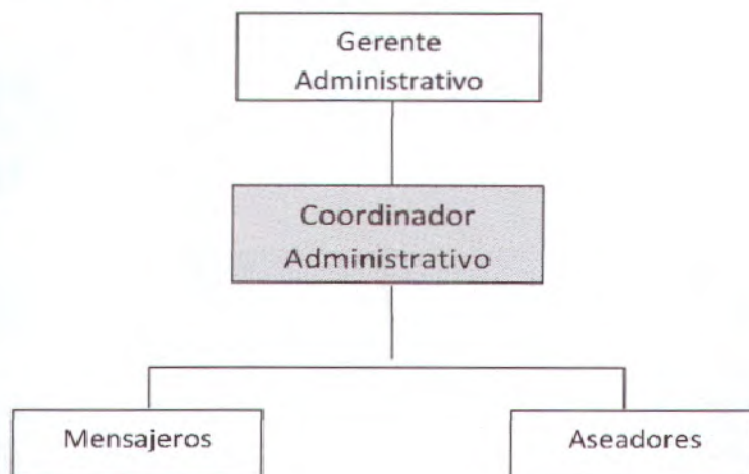 Gerente
Administrativo
Coordinador
Administrativo
Mensajeros
Aseadores